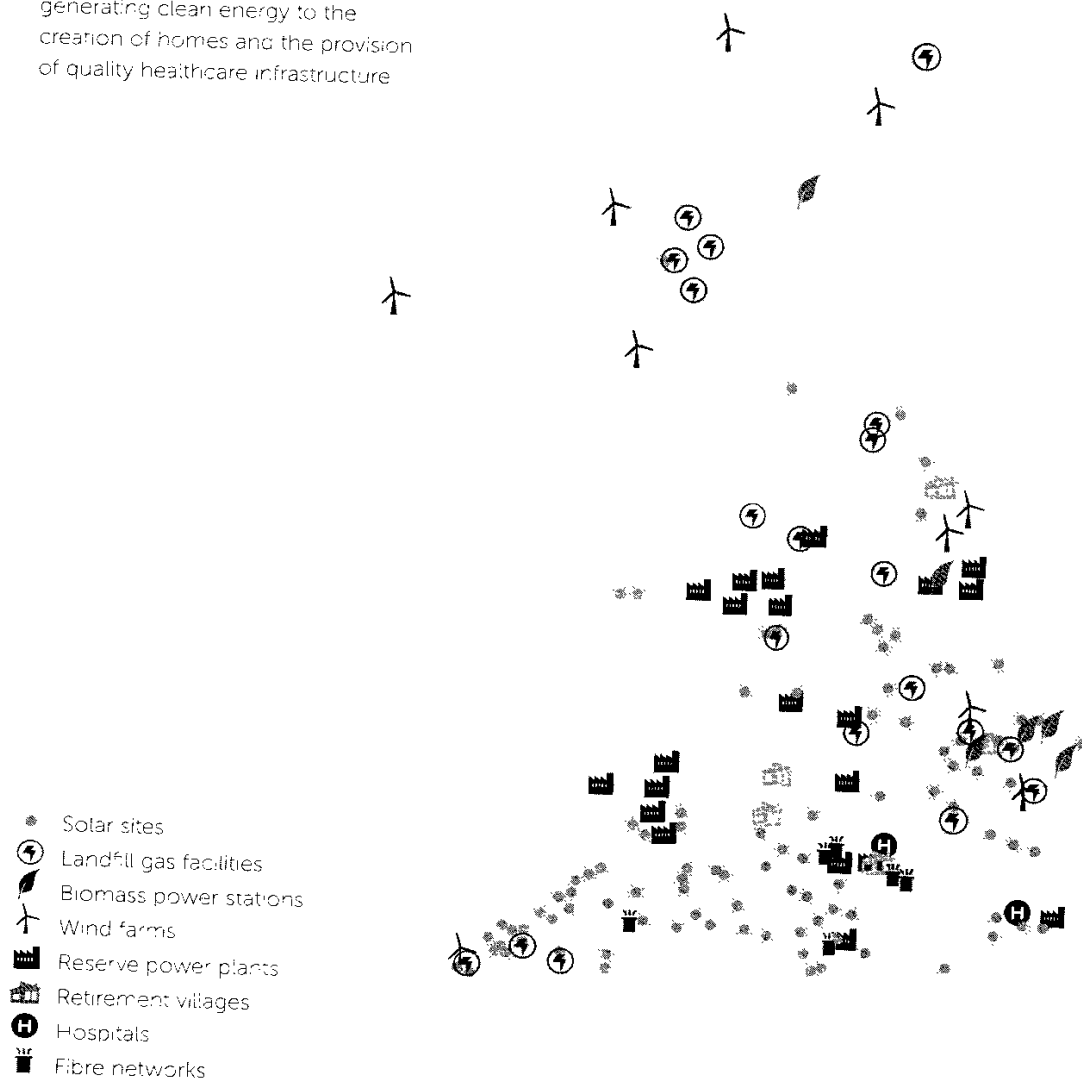 generating clean energy to the
creation of homes and the provision
of quality healthcare infrastructure
Solar sites
Landfill gas facilities
Biomass power stations
Wind farms
Reserve power plants
Retirement villages
H Hospitals
Fibre networks
H
H